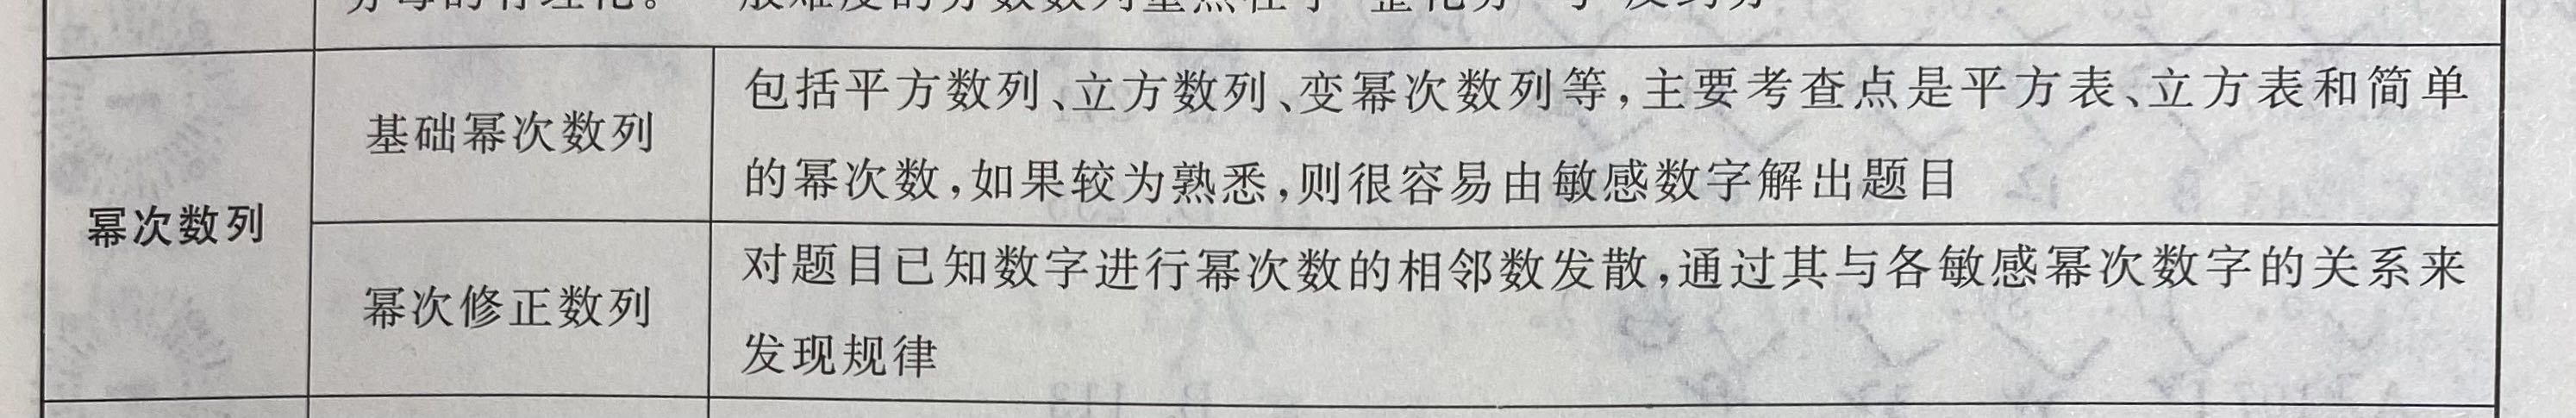 幂次数列
基础幂次数列
包括平方数列、立方数列、变幂次数列等,主要考查点是平方表、立方表和简单
的幂次数,如果较为熟悉,则很容易由敏感数字解出题目
幂次修正数列
对题目已知数字进行幂次数的相邻数发散,通过其与各敏感幂次数字的关系来
发现规律